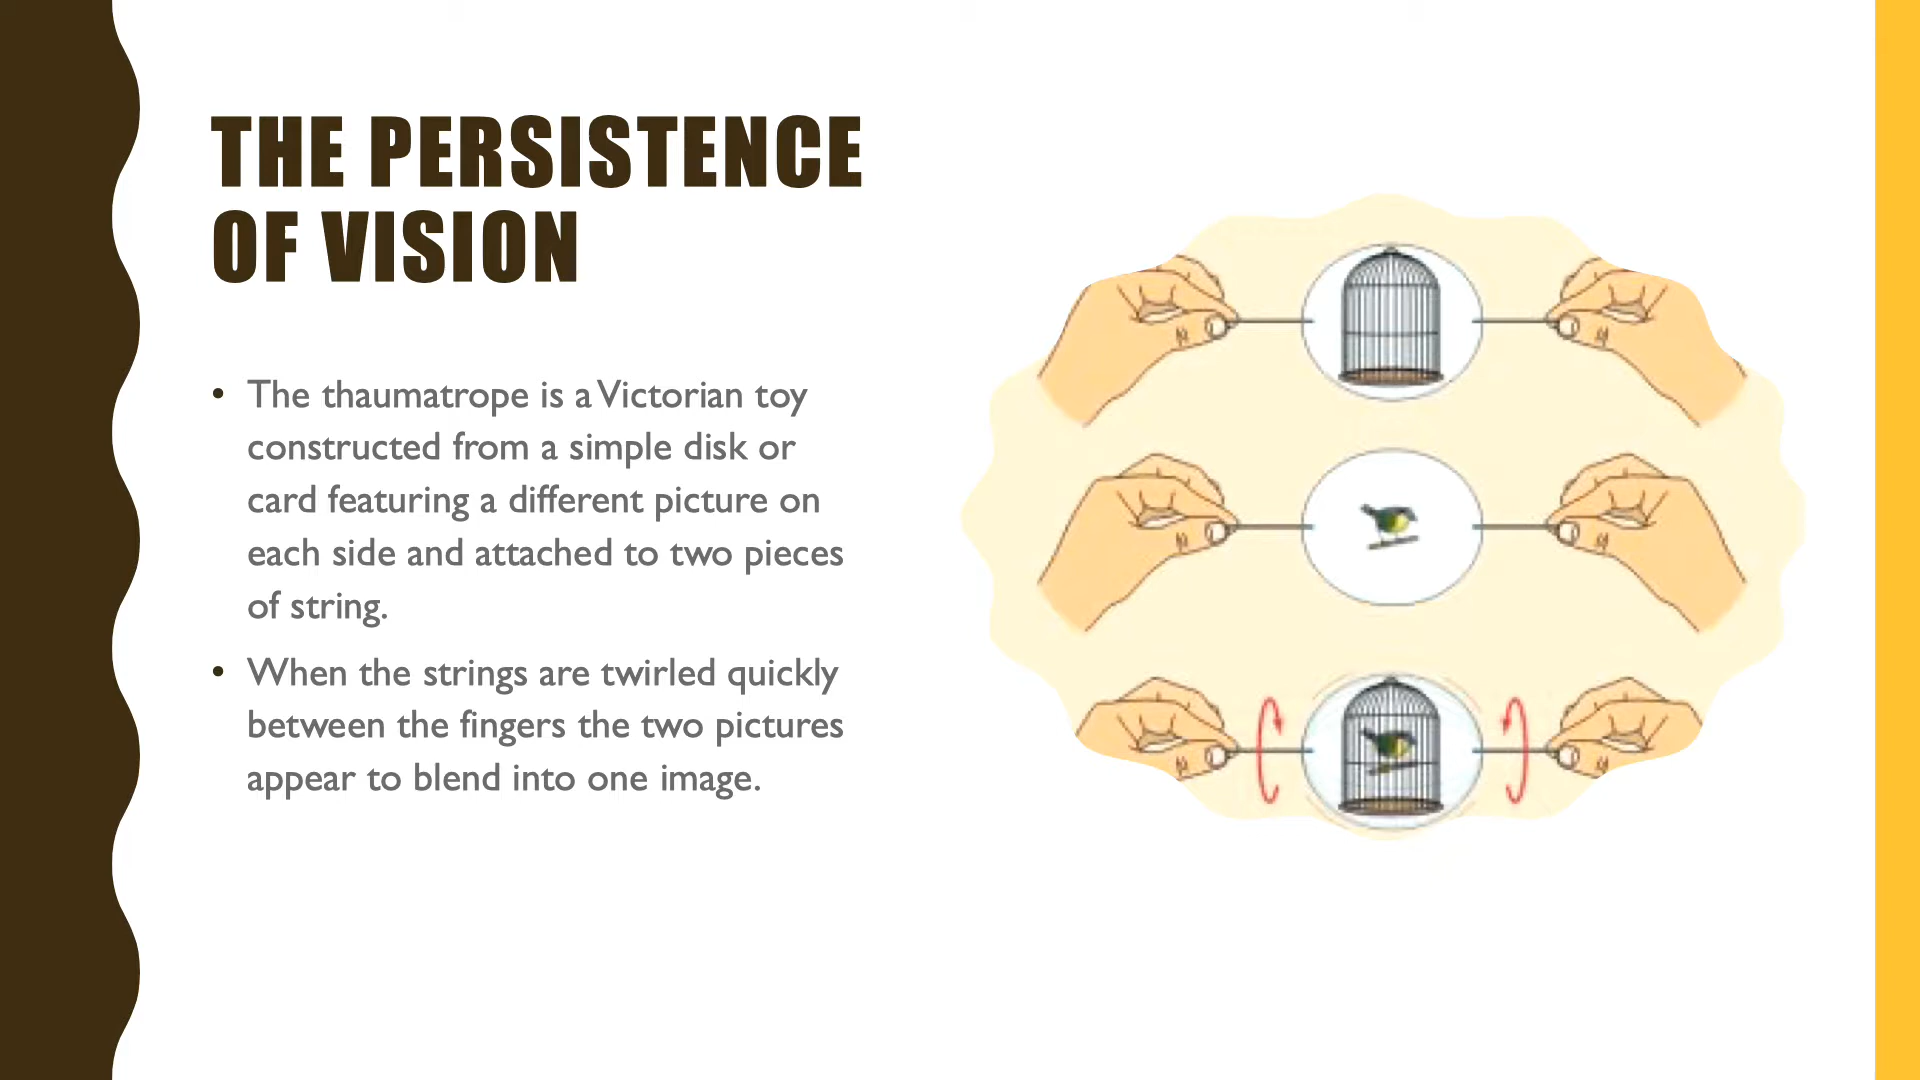 THE PERSISTENCE
OF VISION
• The thaumatrope is a Victorian toy
constructed from a simple disk or
card featuring a different picture on
each side and attached to two pieces
of string.
• When the strings are twirled quickly
between the fingers the two pictures
appear to blend into one image.